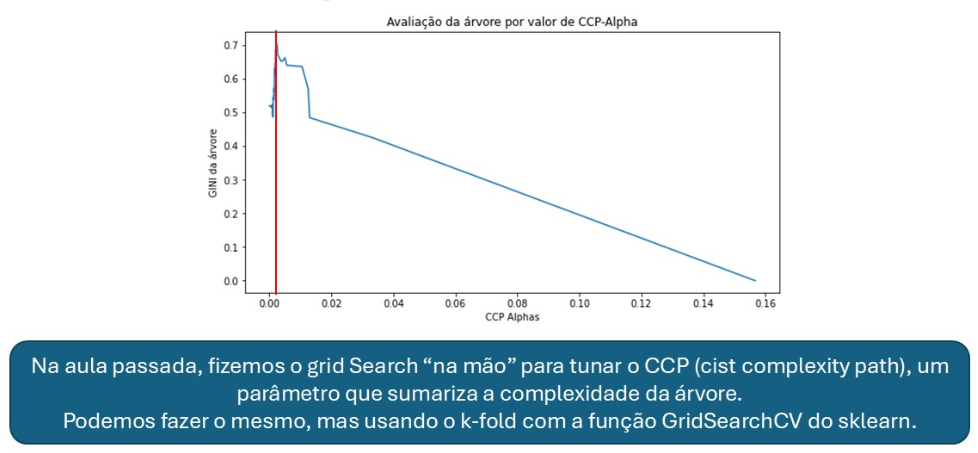 Avaliação da árvore por valor de CCP-Alpha
GINI da árvore
0.7
0.6
0.5
0.4
0.3
0.2
0.1
0.0
0.00 0.02 0.04 0.06 0.08 0.10 0.12 0.14 0.16
CCP Alphas
Na aula passada, fizemos o grid Search “na mão” para tunar o CCP (cist complexity path), um
parâmetro que sumariza a complexidade da árvore.
Podemos fazer o mesmo, mas usando o k-fold com a função GridSearchCV do sklearn.